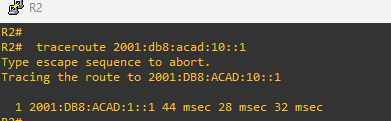 R2
R2#
R2#  traceroute 2001:db8:acad:10::1
Type escape sequence to abort.
Tracing the route to 2001:DB8:ACAD:10::1
  1 2001:DB8:ACAD:1::1 44 msec 28 msec 32 msec
R2#